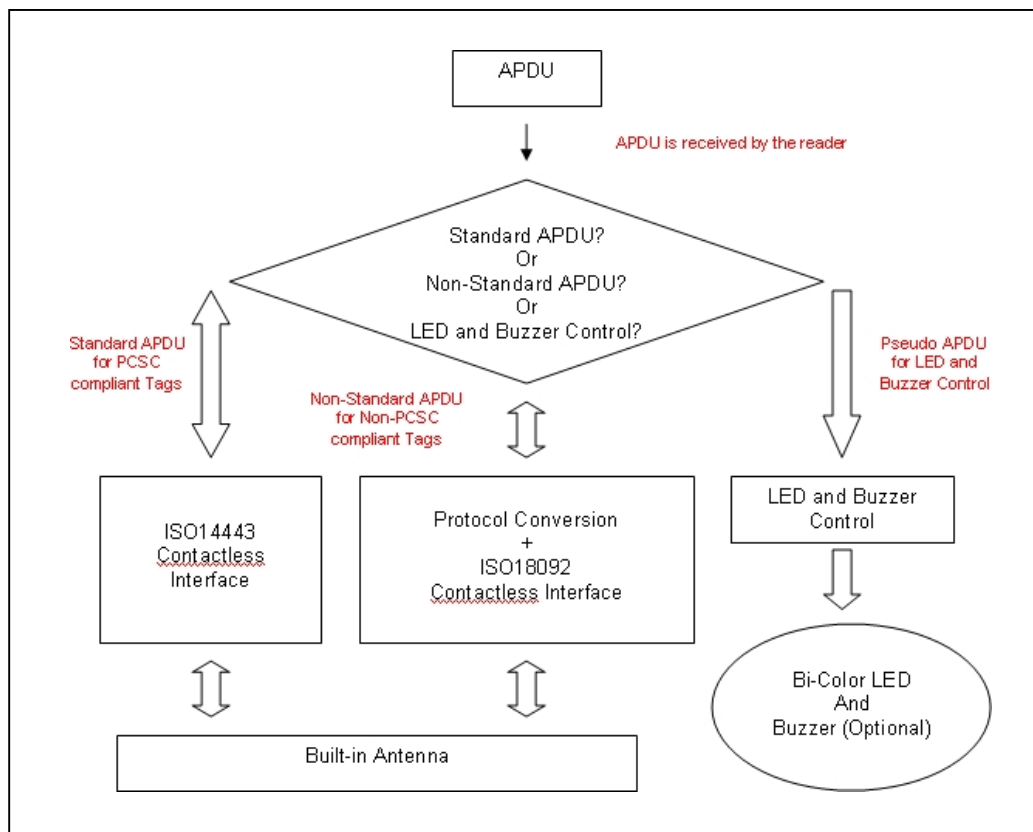 APDU
APDU is received by the reader
Standard APDU?
Or
Non-Standard APDU?
Or
LED and Buzzer Control?
Standard APDU
for PCSC
compliant Tags
Non-Standard APDU
for Non-PCSC
compliant Tags
Pseudo APDU
for LED and
Buzzer Control
ISO14443
Contactless
Interface
Protocol Conversion
+
ISO18092
Contactless Interface
LED and Buzzer
Control
Bi-Color LED
And
Buzzer (Optional)
Built-in Antenna